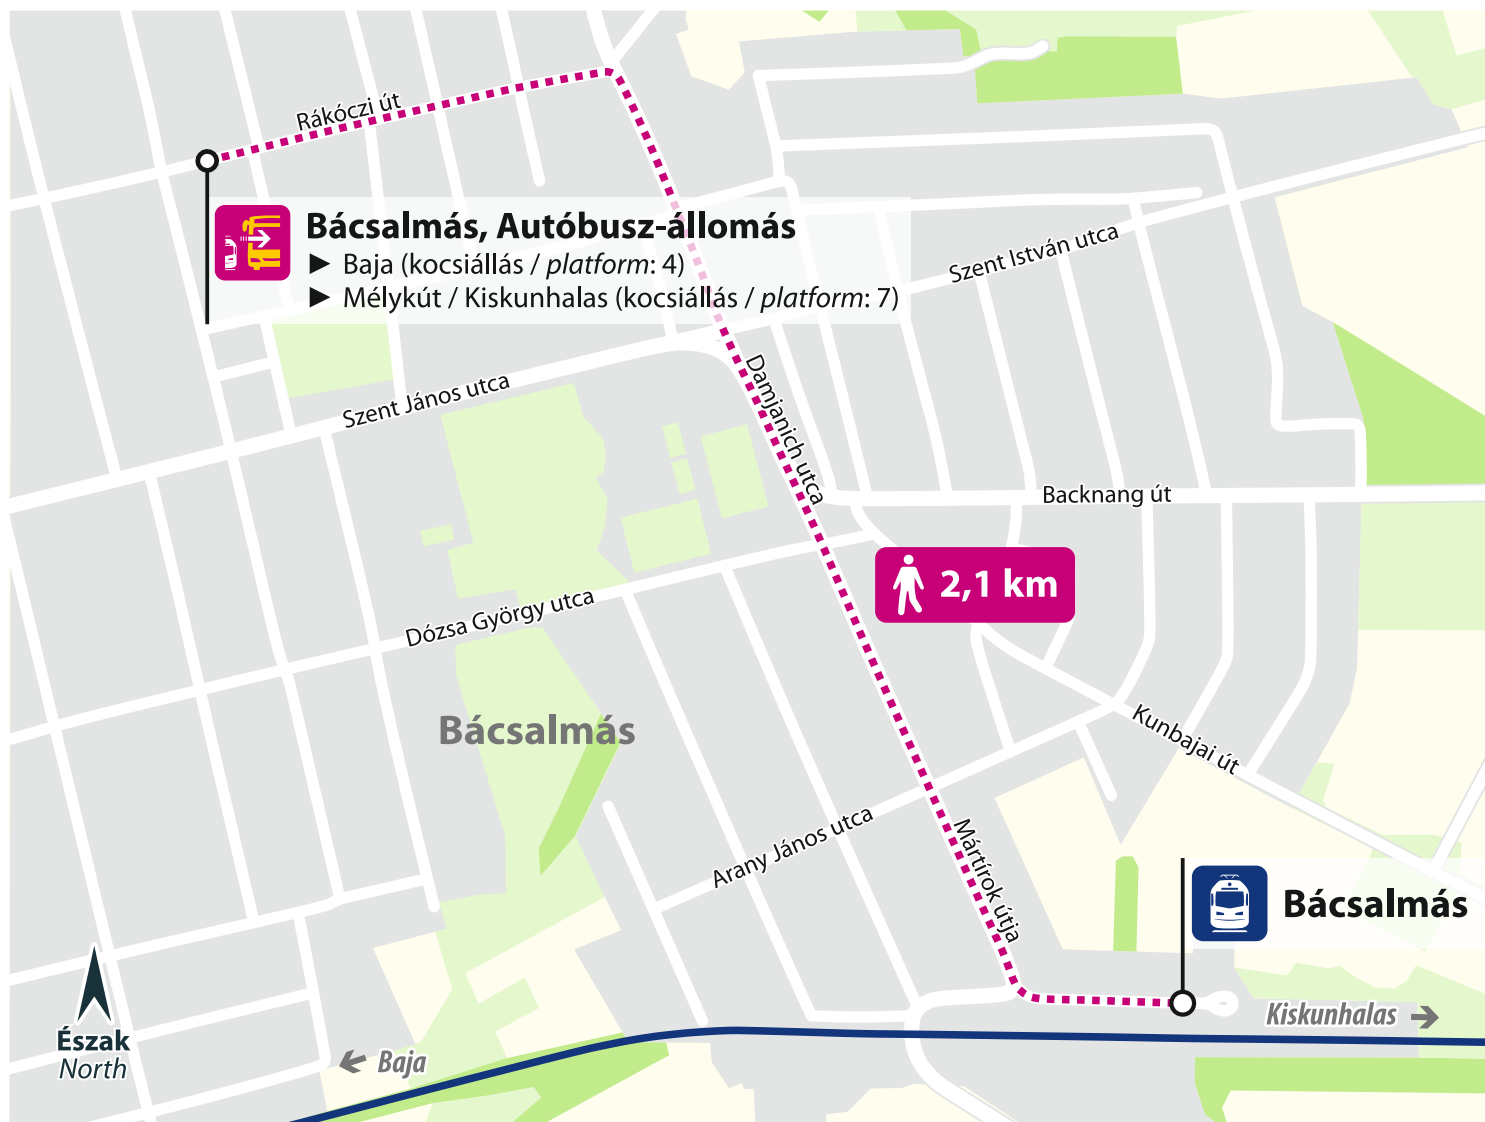 Rákóczi út
Bácsalmás, Autóbusz-állomás
► Baja (kocsiállás / platform: 4)
► Mélykút / Kiskunhalas (kocsiállás / platform: 7)
Szent István utca
Szent János utca
Damjanich utca
Backnang út
2,1 km
Dózsa György utca
Bácsalmás
Kunbajai út
Arany János utca
Mártírok útja
Bácsalmás
Kiskunhalas →
Észak
North
← Baja